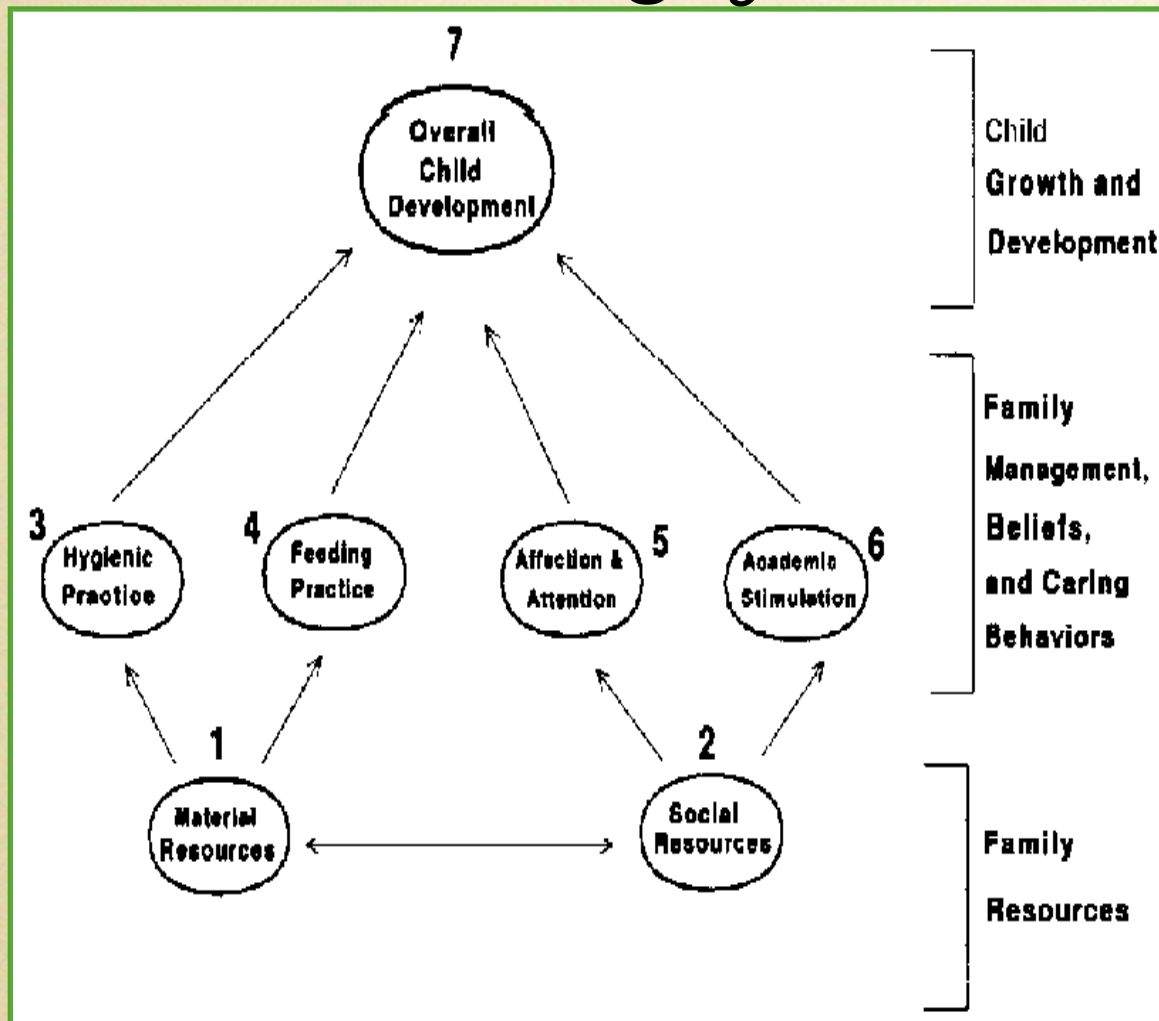 7
Overall
Child
Development
Child
Growth and
Development
3
Hygienic
Practice
4
Feeding
Practice
Affection &
Attention
5
Academic
Stimulation
6
Family
Management,
Beliefs,
and Caring
Behaviors
1
Material
Resources
2
Social
Resources
Family
Resources